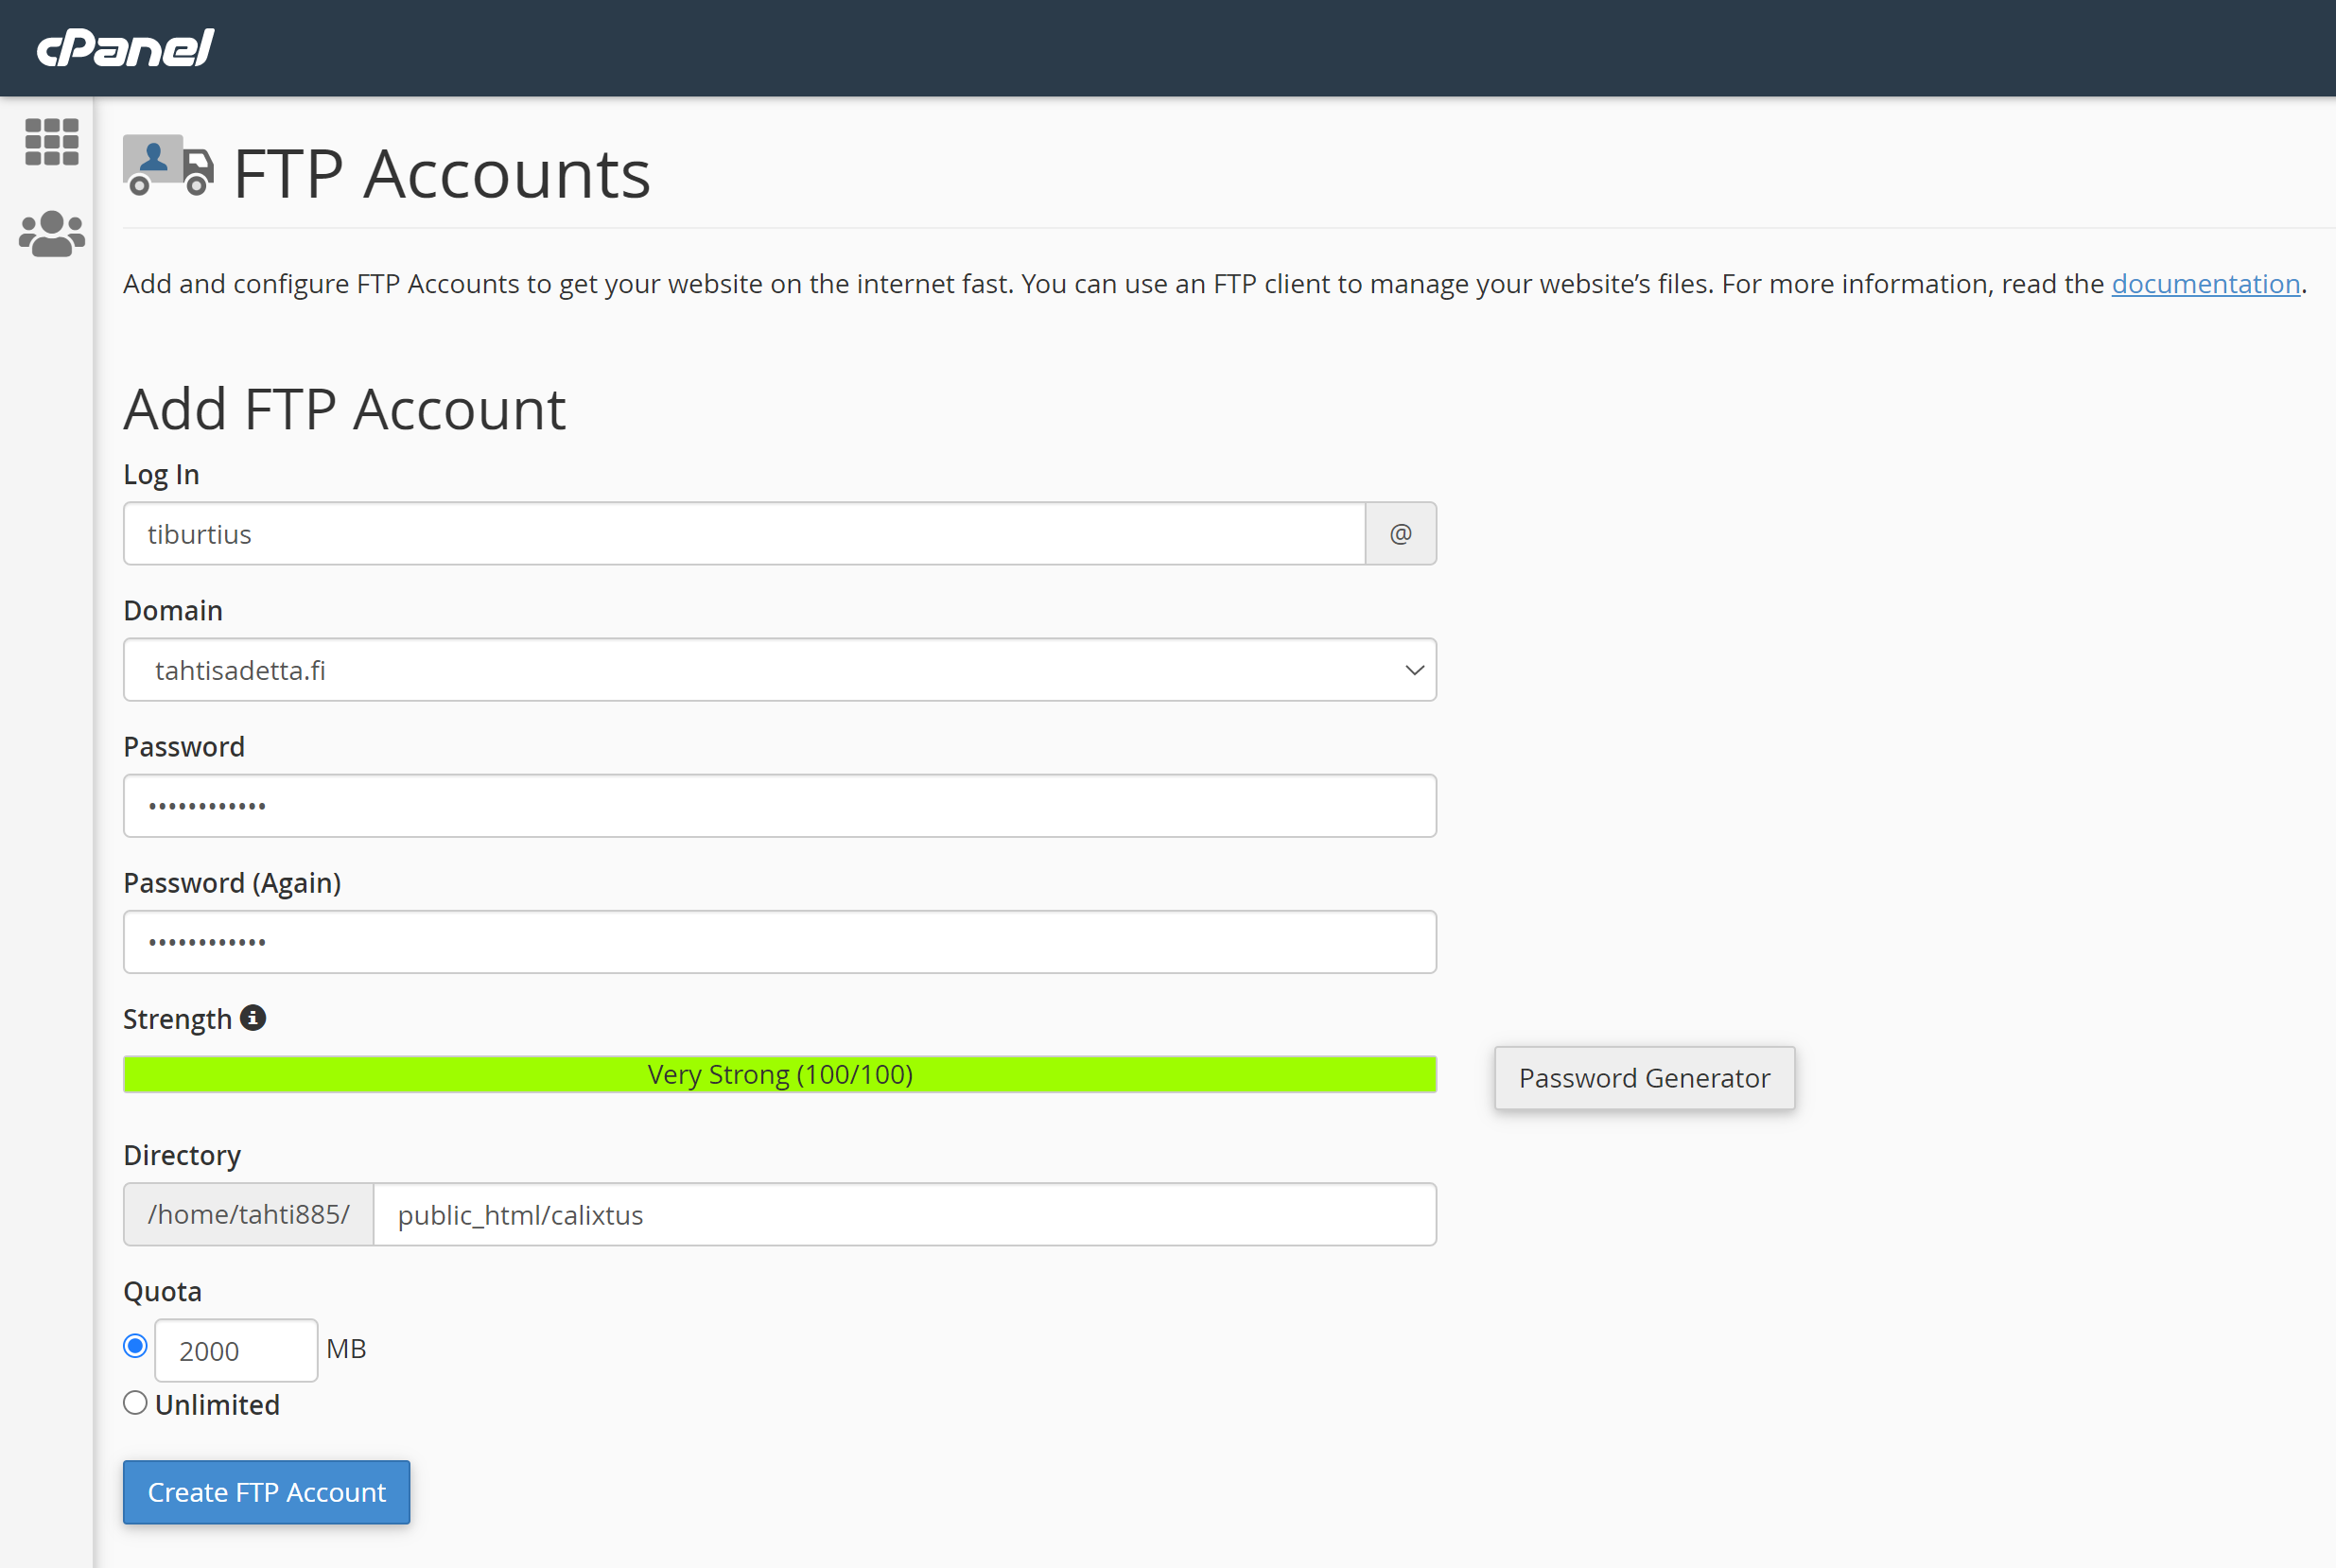 cPanel
FTP Accounts
Add and configure FTP Accounts to get your website on the internet fast. You can use an FTP client to manage your website’s files. For more information, read the documentation.
Add FTP Account
Log In
tiburtius @
Domain
tahtisadetta.fi
Password
••••••••••••
Password (Again)
••••••••••••
Strength
Very Strong (100/100) Password Generator
Directory
/home/tahti885/ public_html/calixtus
Quota
2000 MB
Unlimited
Create FTP Account